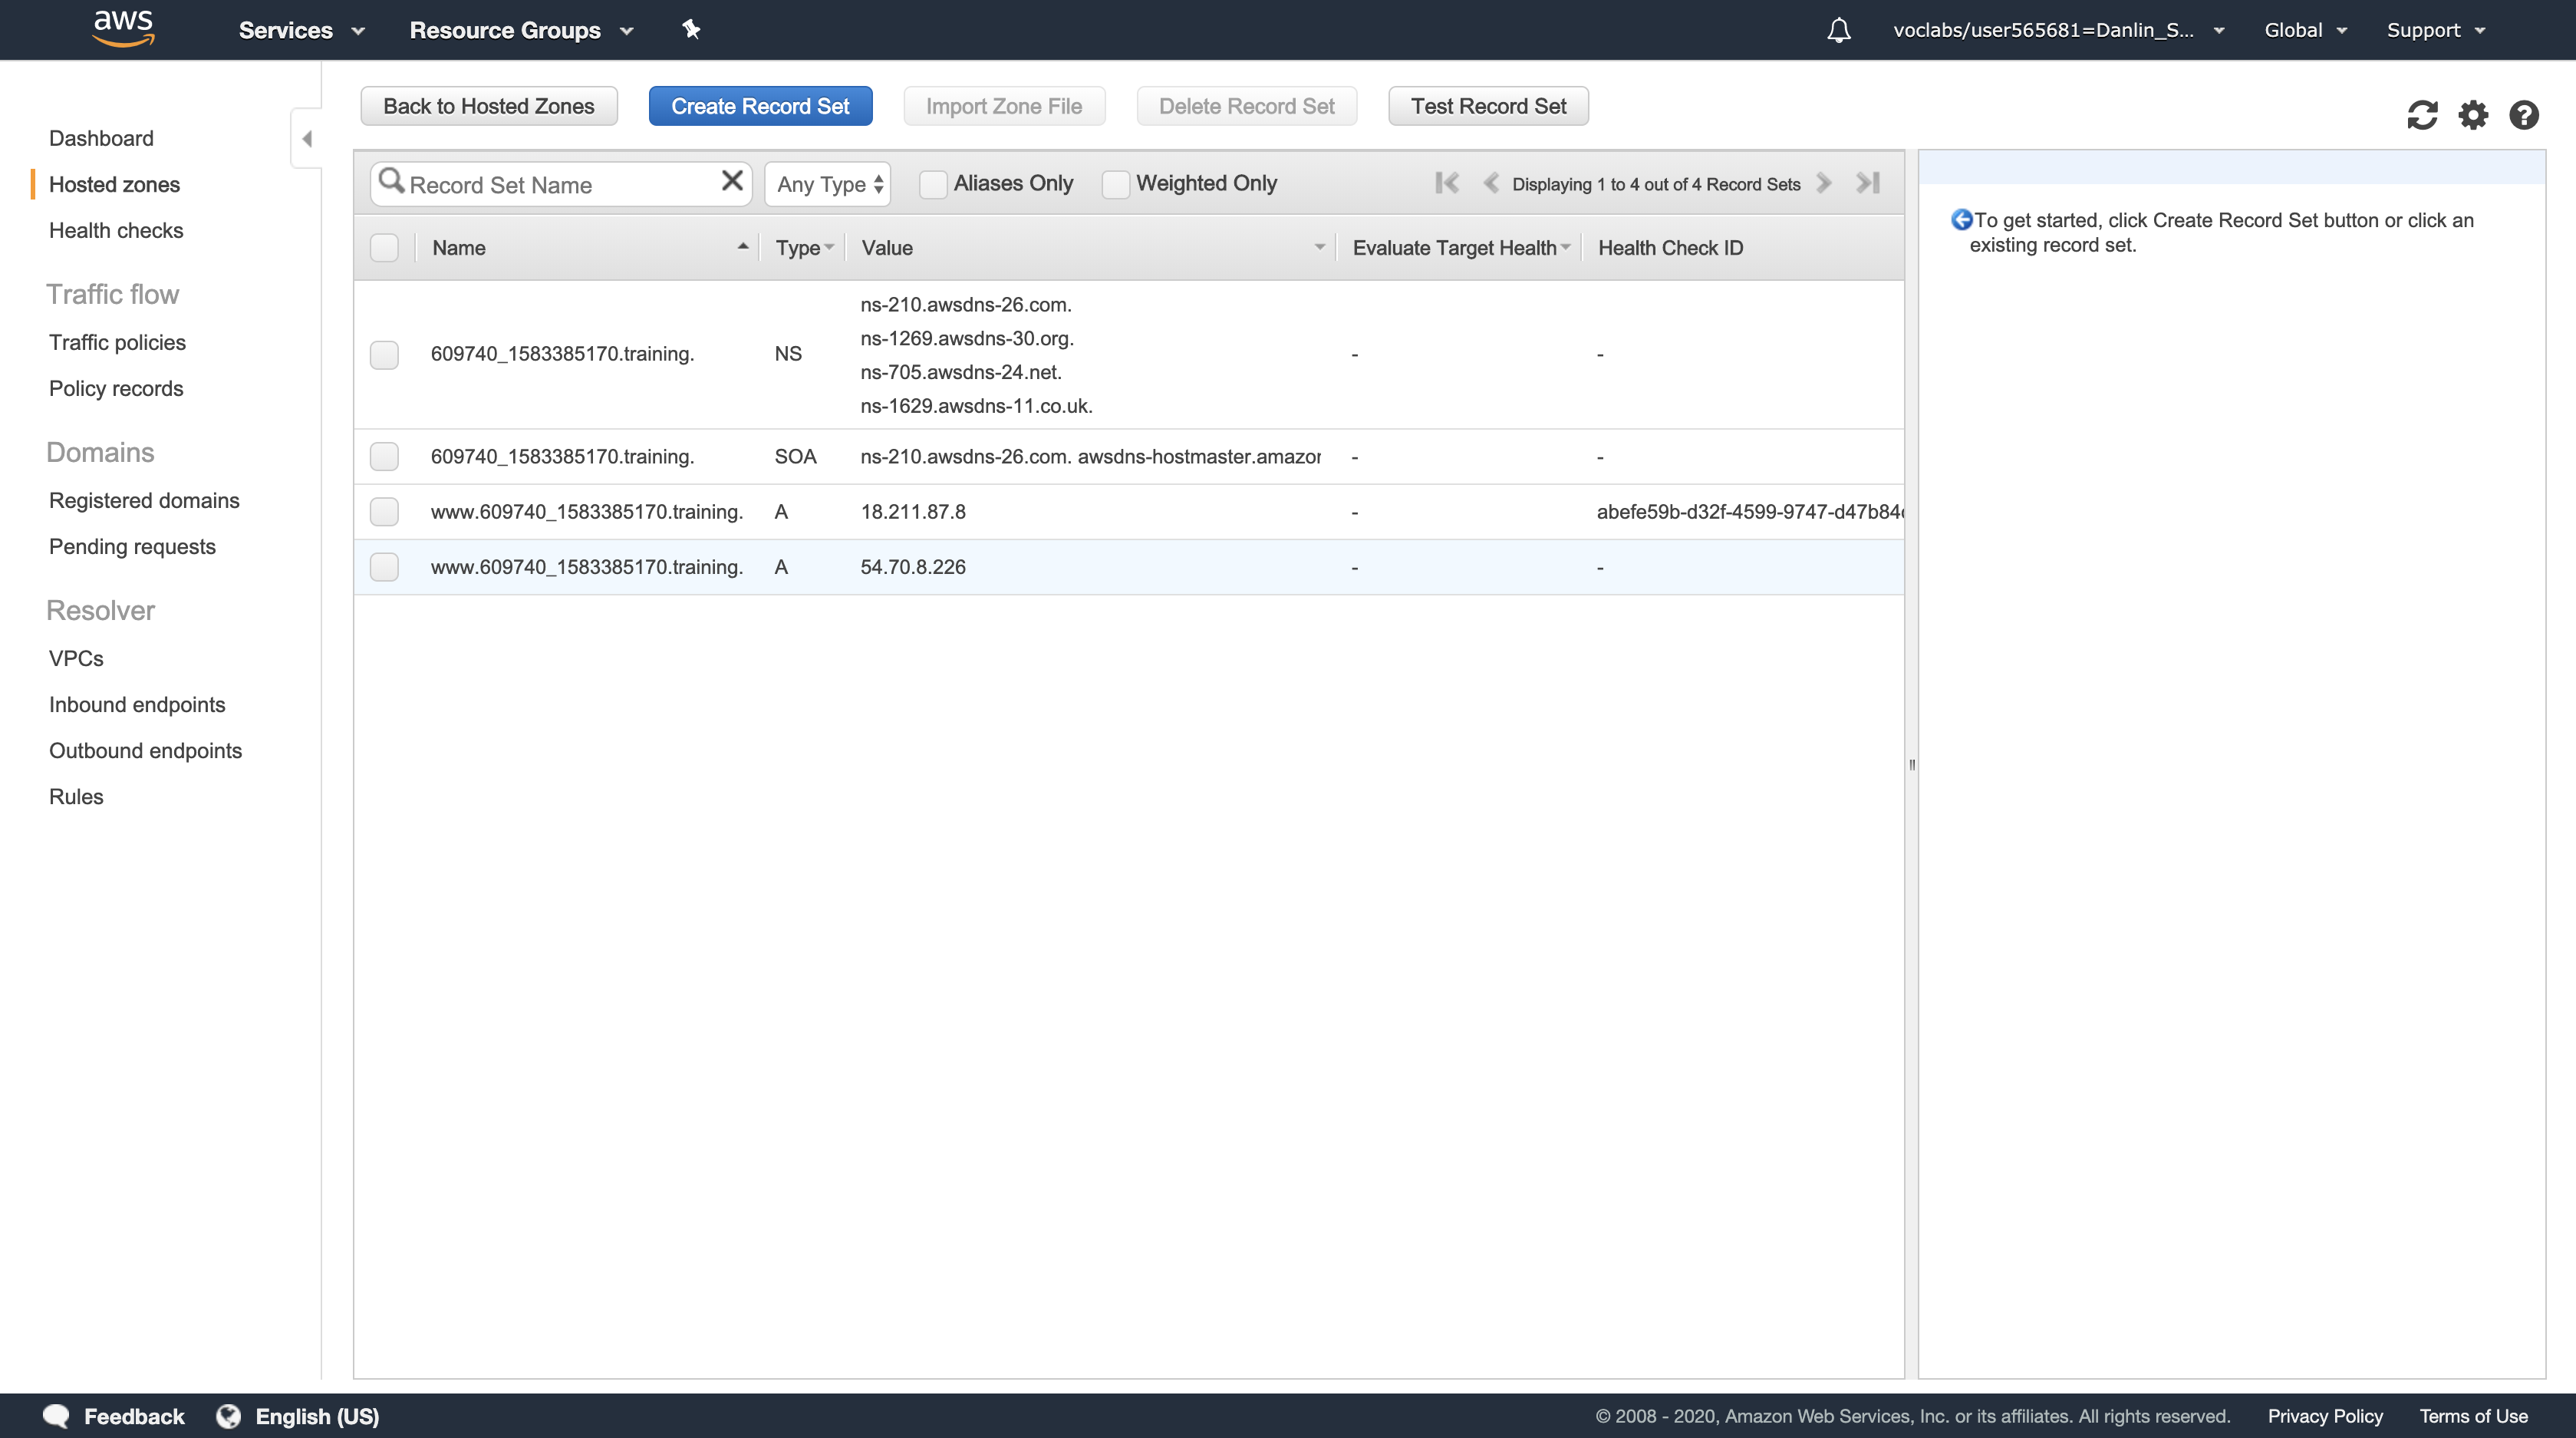 aws Services Resource Groups voclabs/user565681=Danlin_S... Global Support
Dashboard
Hosted zones
Health checks
Traffic flow
Traffic policies
Policy records
Domains
Registered domains
Pending requests
Resolver
VPCs
Inbound endpoints
Outbound endpoints
Rules
Back to Hosted Zones Create Record Set Import Zone File Delete Record Set Test Record Set
Record Set Name Any Type Aliases Only Weighted Only Displaying 1 to 4 out of 4 Record Sets
Name Type Value Evaluate Target Health Health Check ID
ns-210.awsdns-26.com.
ns-1269.awsdns-30.org.
609740_1583385170.training. NS - -
ns-705.awsdns-24.net.
ns-1629.awsdns-11.co.uk.
609740_1583385170.training. SOA ns-210.awsdns-26.com. awsdns-hostmaster.amazor - -
www.609740_1583385170.training. A 18.211.87.8 - abefe59b-d32f-4599-9747-d47b84
www.609740_1583385170.training. A 54.70.8.226 - -
To get started, click Create Record Set button or click an
existing record set.
Feedback English (US) © 2008 - 2020, Amazon Web Services, Inc. or its affiliates. All rights reserved. Privacy Policy Terms of Use